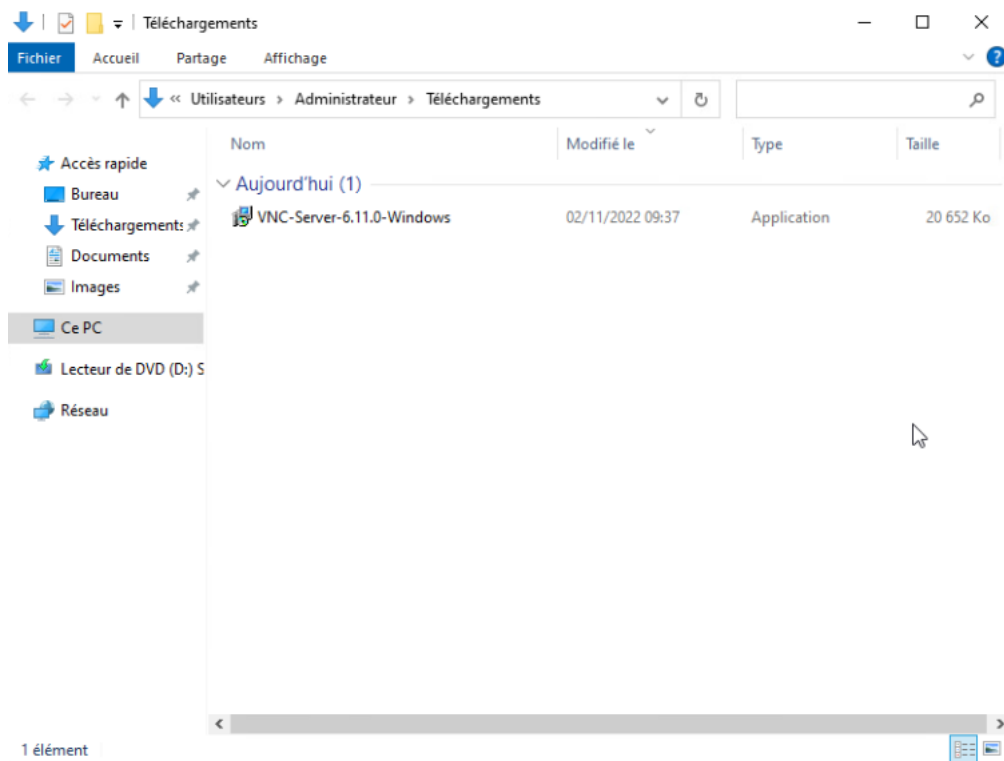 Téléchargements
Fichier Accueil Partage Affichage
« Utilisateurs > Administrateur > Téléchargements
Nom Modifié le Type Taille
Accès rapide
Aujourd'hui (1)
Bureau
VNC-Server-6.11.0-Windows 02/11/2022 09:37 Application 20 652 Ko
Téléchargements
Documents
Images
Ce PC
Lecteur de DVD (D:) S
Réseau
1 élément